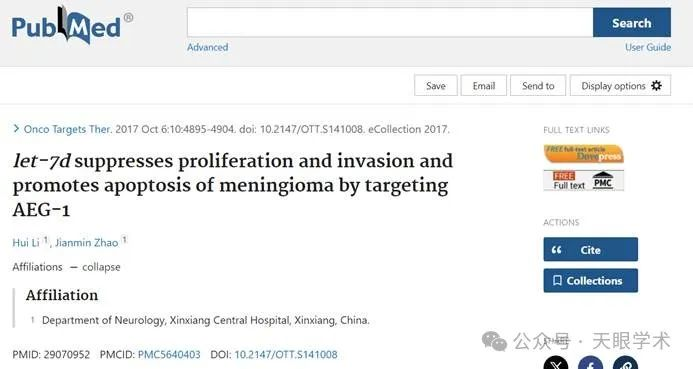 PubMed®
Search
Advanced
User Guide
Save
Email
Send to
Display options
> Onco Targets Ther. 2017 Oct 6:10:4895-4904. doi: 10.2147/OTT.S141008. eCollection 2017.
let-7d suppresses proliferation and invasion and
promotes apoptosis of meningioma by targeting
AEG-1
Hui Li 1, Jianmin Zhao 1
Affiliations − collapse
Affiliation
1 Department of Neurology, Xinxiang Central Hospital, Xinxiang, China.
PMID: 29070952 PMCID: PMC5640403 DOI: 10.2147/OTT.S141008
FULL TEXT LINKS
FREE full-text article
Dovepress
FREE
Full text
PMC
ACTIONS
Cite
Collections
公众号 · 天眼学术